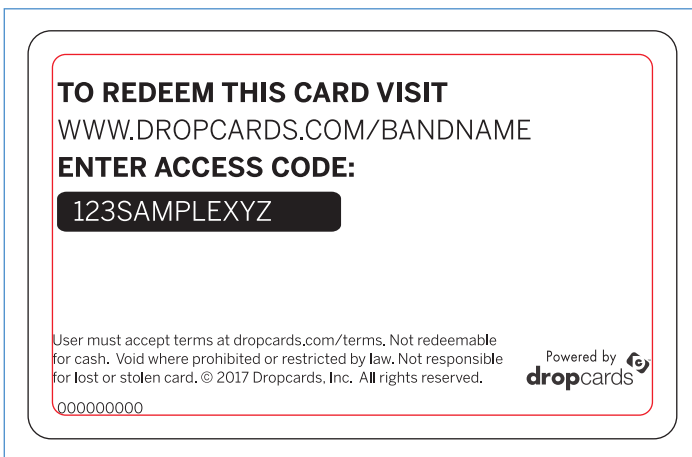 TO REDEEM THIS CARD VISIT
WWW.DROPCARDS.COM/BANDNAME
ENTER ACCESS CODE:
123SAMPLEXYZ
User must accept terms at dropcards.com/terms. Not redeemable
for cash. Void where prohibited or restricted by law. Not responsible
for lost or stolen card. © 2017 Dropcards, Inc. All rights reserved.
Powered by
dropcards
000000000